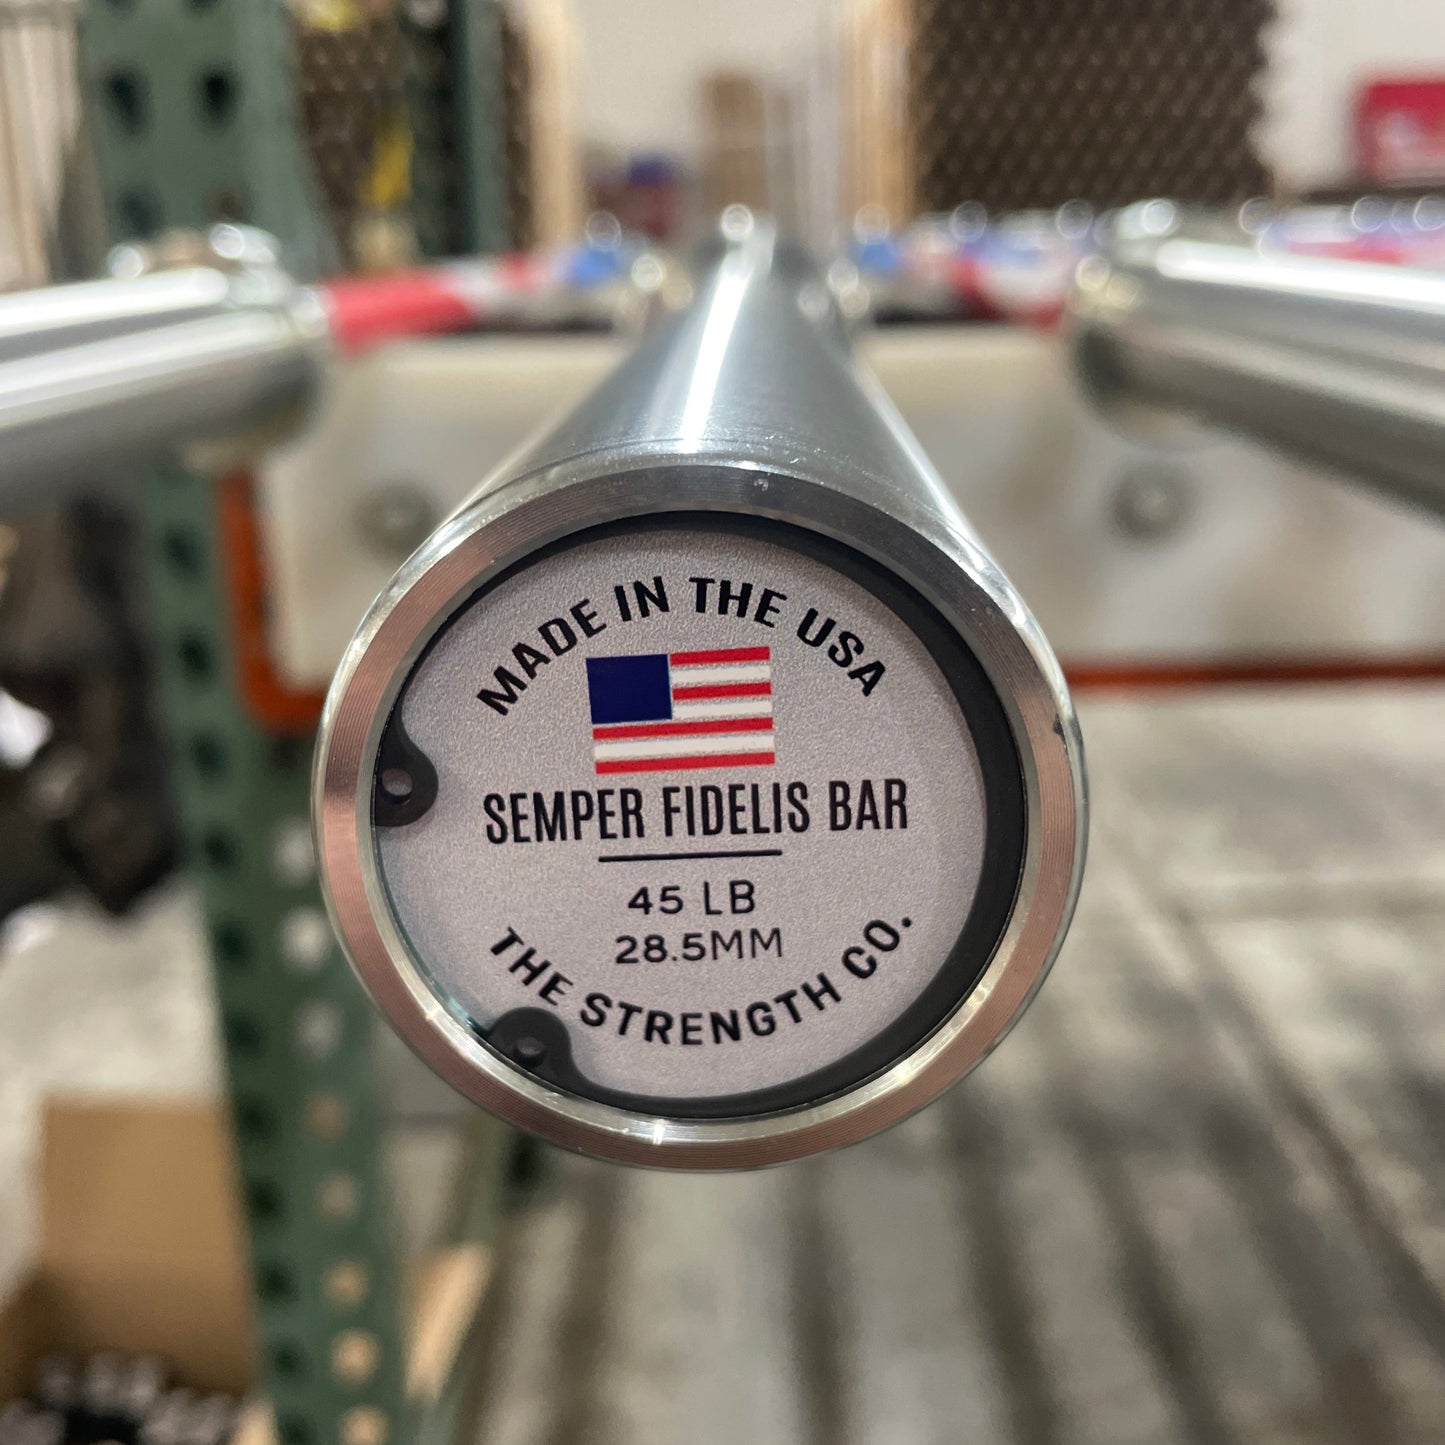 MADE IN THE USA
SEMPER FIDELIS BAR
45 LB
28.5MM
THE STRENGTH CO.